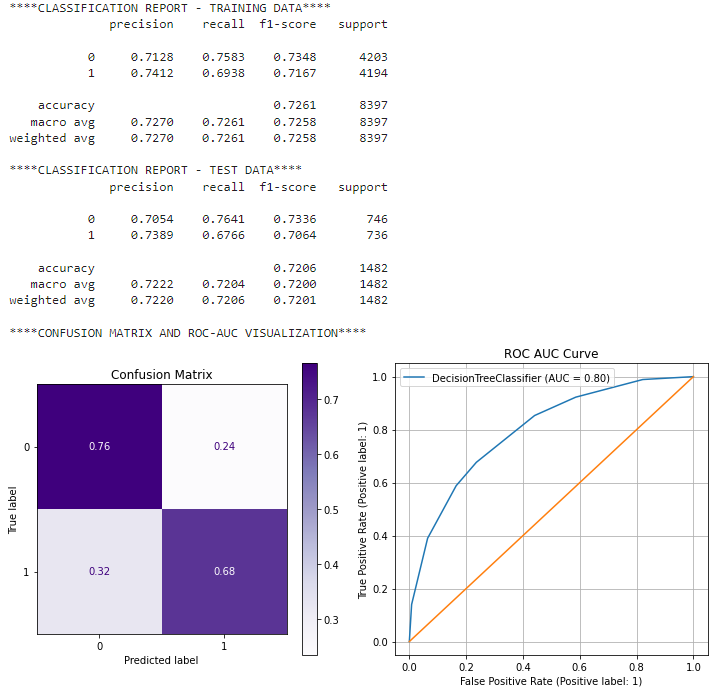 ****CLASSIFICATION REPORT - TRAINING DATA****
precision recall f1-score support
0 0.7128 0.7583 0.7348 4203
1 0.7412 0.6938 0.7167 4194
accuracy 0.7261 8397
macro avg 0.7270 0.7261 0.7258 8397
weighted avg 0.7270 0.7261 0.7258 8397
****CLASSIFICATION REPORT - TEST DATA****
precision recall f1-score support
0 0.7054 0.7641 0.7336 746
1 0.7389 0.6766 0.7064 736
accuracy 0.7206 1482
macro avg 0.7222 0.7204 0.7200 1482
weighted avg 0.7220 0.7206 0.7201 1482
****CONFUSION MATRIX AND ROC-AUC VISUALIZATION****
Confusion Matrix
True label
0
1
0.76 0.24
0.32 0.68
0 1
Predicted label
0.7
0.6
0.5
0.4
0.3
ROC AUC Curve
DecisionTreeClassifier (AUC = 0.80)
True Positive Rate (Positive label: 1)
1.0
0.8
0.6
0.4
0.2
0.0
0.0 0.2 0.4 0.6 0.8 1.0
False Positive Rate (Positive label: 1)